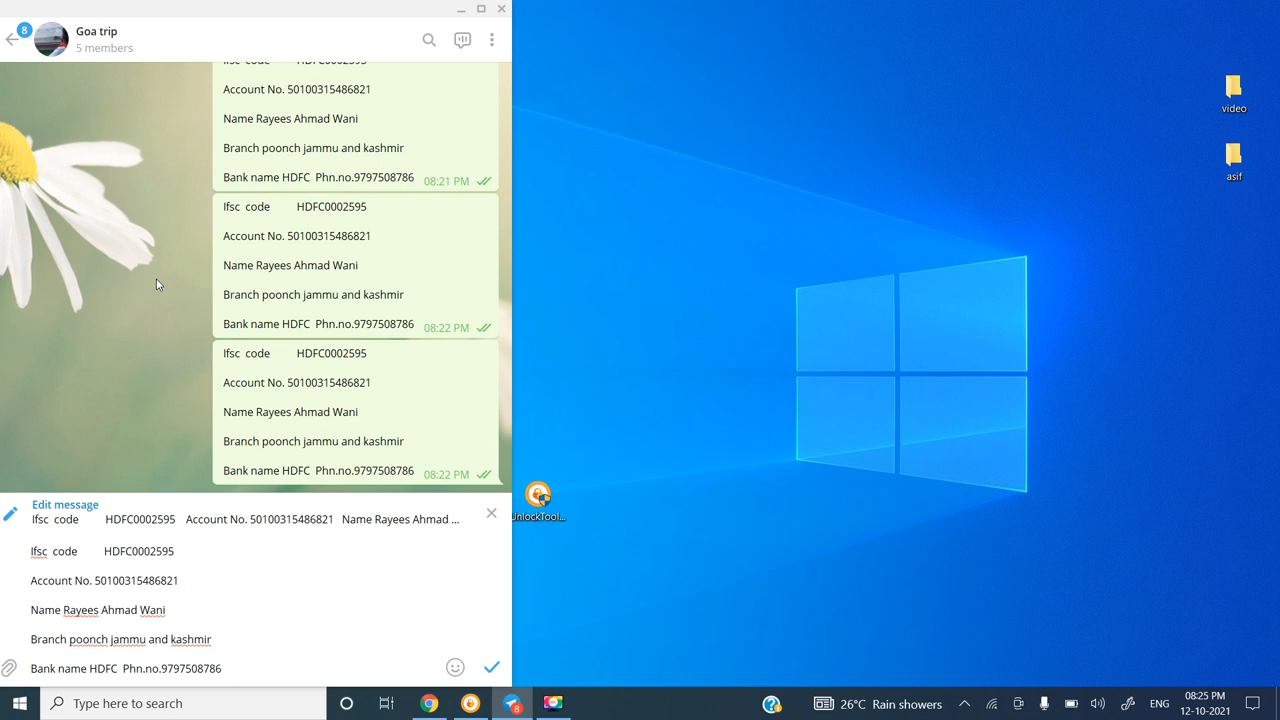 8
Goa trip
5 members
Account No. 50100315486821
Name Rayees Ahmad Wani
Branch poonch jammu and kashmir
Bank name HDFC Phn.no.9797508786 08:21 PM
Ifsc code HDFC0002595
Account No. 50100315486821
Name Rayees Ahmad Wani
Branch poonch jammu and kashmir
Bank name HDFC Phn.no.9797508786 08:22 PM
Ifsc code HDFC0002595
Account No. 50100315486821
Name Rayees Ahmad Wani
Branch poonch jammu and kashmir
Bank name HDFC Phn.no.9797508786 08:22 PM
Edit message
Ifsc code HDFC0002595 Account No. 50100315486821 Name Rayees Ahmad ...
Ifsc code HDFC0002595
Account No. 50100315486821
Name Rayees Ahmad Wani
Branch poonch jammu and kashmir
Bank name HDFC Phn.no.9797508786
video
asif
UnlockTool...
Type here to search
8
26°C Rain showers
ENG
08:25 PM
12-10-2021